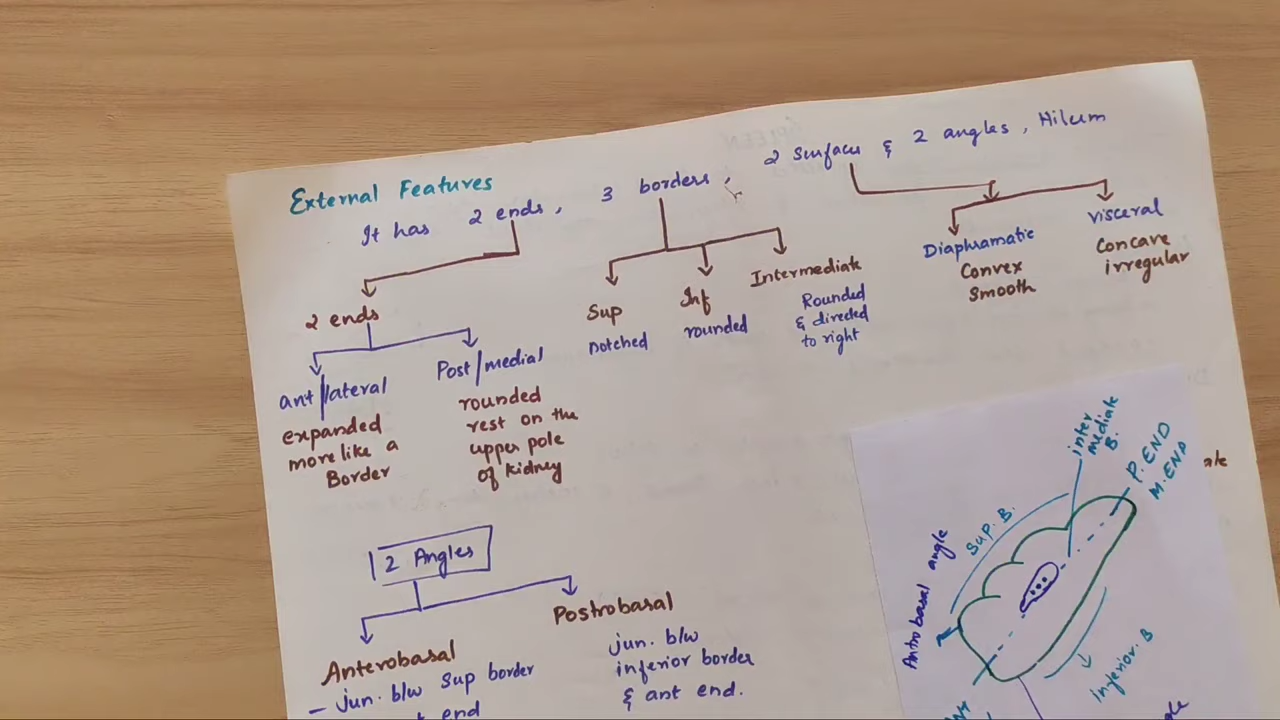 External Features
It has 2 ends, 3 borders, 2 surfaces & 2 angles, Hilum
2 ends
ant/lateral
expanded
more like a
Border
Post/medial
rounded
rest on the
upper pole
of kidney
Sup
notched
Inf
rounded
Intermediate
Rounded
& directed
to right
Diaphramatic
Convex
Smooth
visceral
Concave
irregular
2 Angles
Anterobasal
- jun. b/w sup border
end
Postrobasal
jun. b/w
inferior border
& ant end.
inter
mediate
B.
P. END
M. END
Sup. B.
Antrobasal angle
Inferior. B